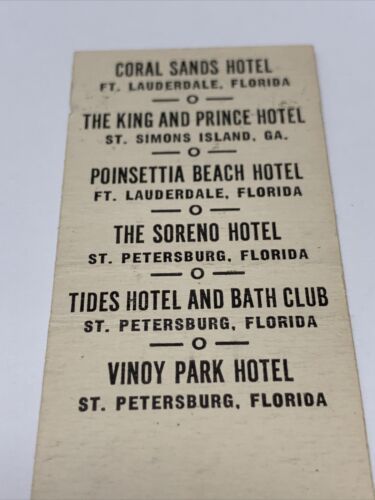 CORAL SANDS HOTEL
FT. LAUDERDALE, FLORIDA
— O —
THE KING AND PRINCE HOTEL
ST. SIMONS ISLAND, GA.
— O —
POINSETTIA BEACH HOTEL
FT. LAUDERDALE, FLORIDA
— O —
THE SORENO HOTEL
ST. PETERSBURG, FLORIDA
— O —
TIDES HOTEL AND BATH CLUB
ST. PETERSBURG, FLORIDA
— O —
VINOY PARK HOTEL
ST. PETERSBURG, FLORIDA